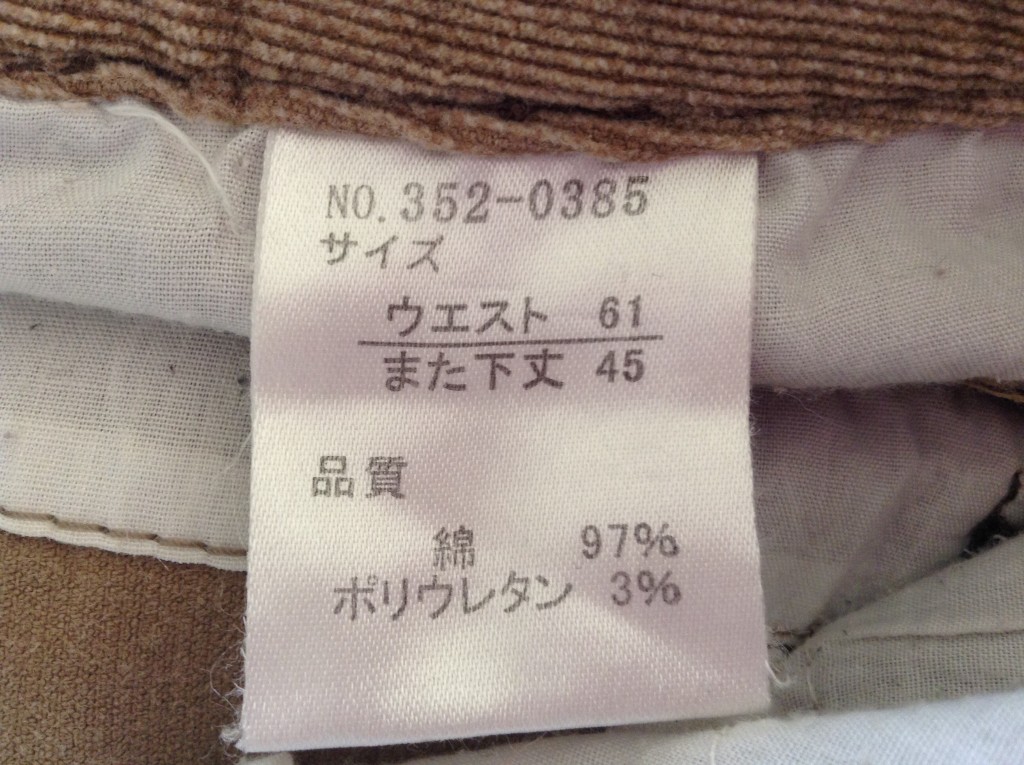 NO.352-0385
サイズ
ウエスト 61
また下丈 45
品質
綿 97%
ポリウレタン 3%